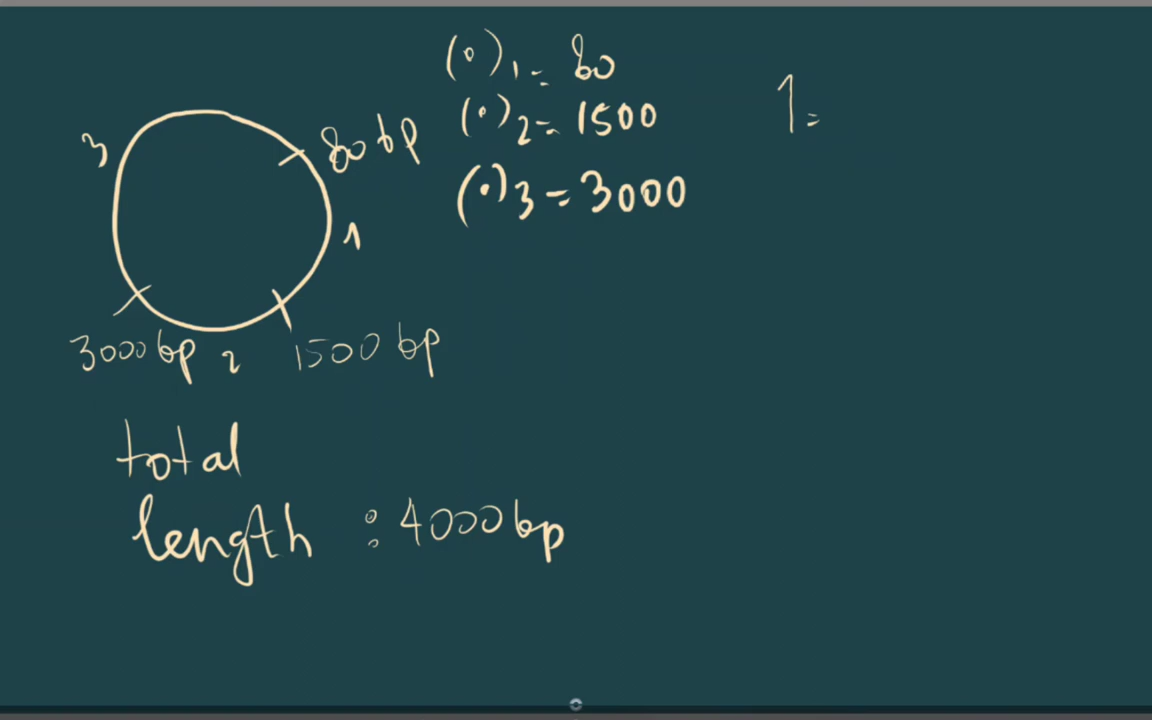 (·)₁ = 80
(·)₂ = 1500
(·)₃ = 3000
1 =
3
80 bp
1
3000 bp
2
1500 bp
total
length : 4000 bp